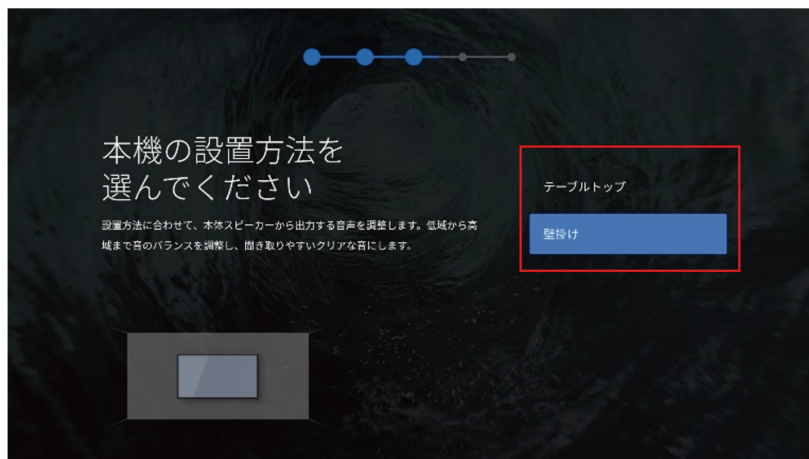 本機の設置方法を
選んでください
設置方法に合わせて、本体スピーカーから出力する音声を調整します。低域から高
域まで音のバランスを調整し、聞き取りやすいクリアな音にします。
テーブルトップ
壁掛け